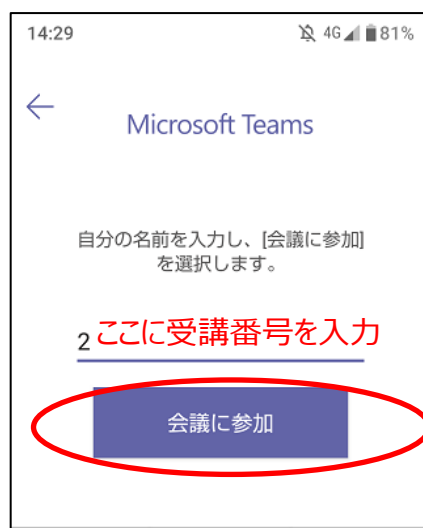 14:29 4G 81%
Microsoft Teams
自分の名前を入力し、[会議に参加]
を選択します。
2 ここに受講番号を入力
会議に参加